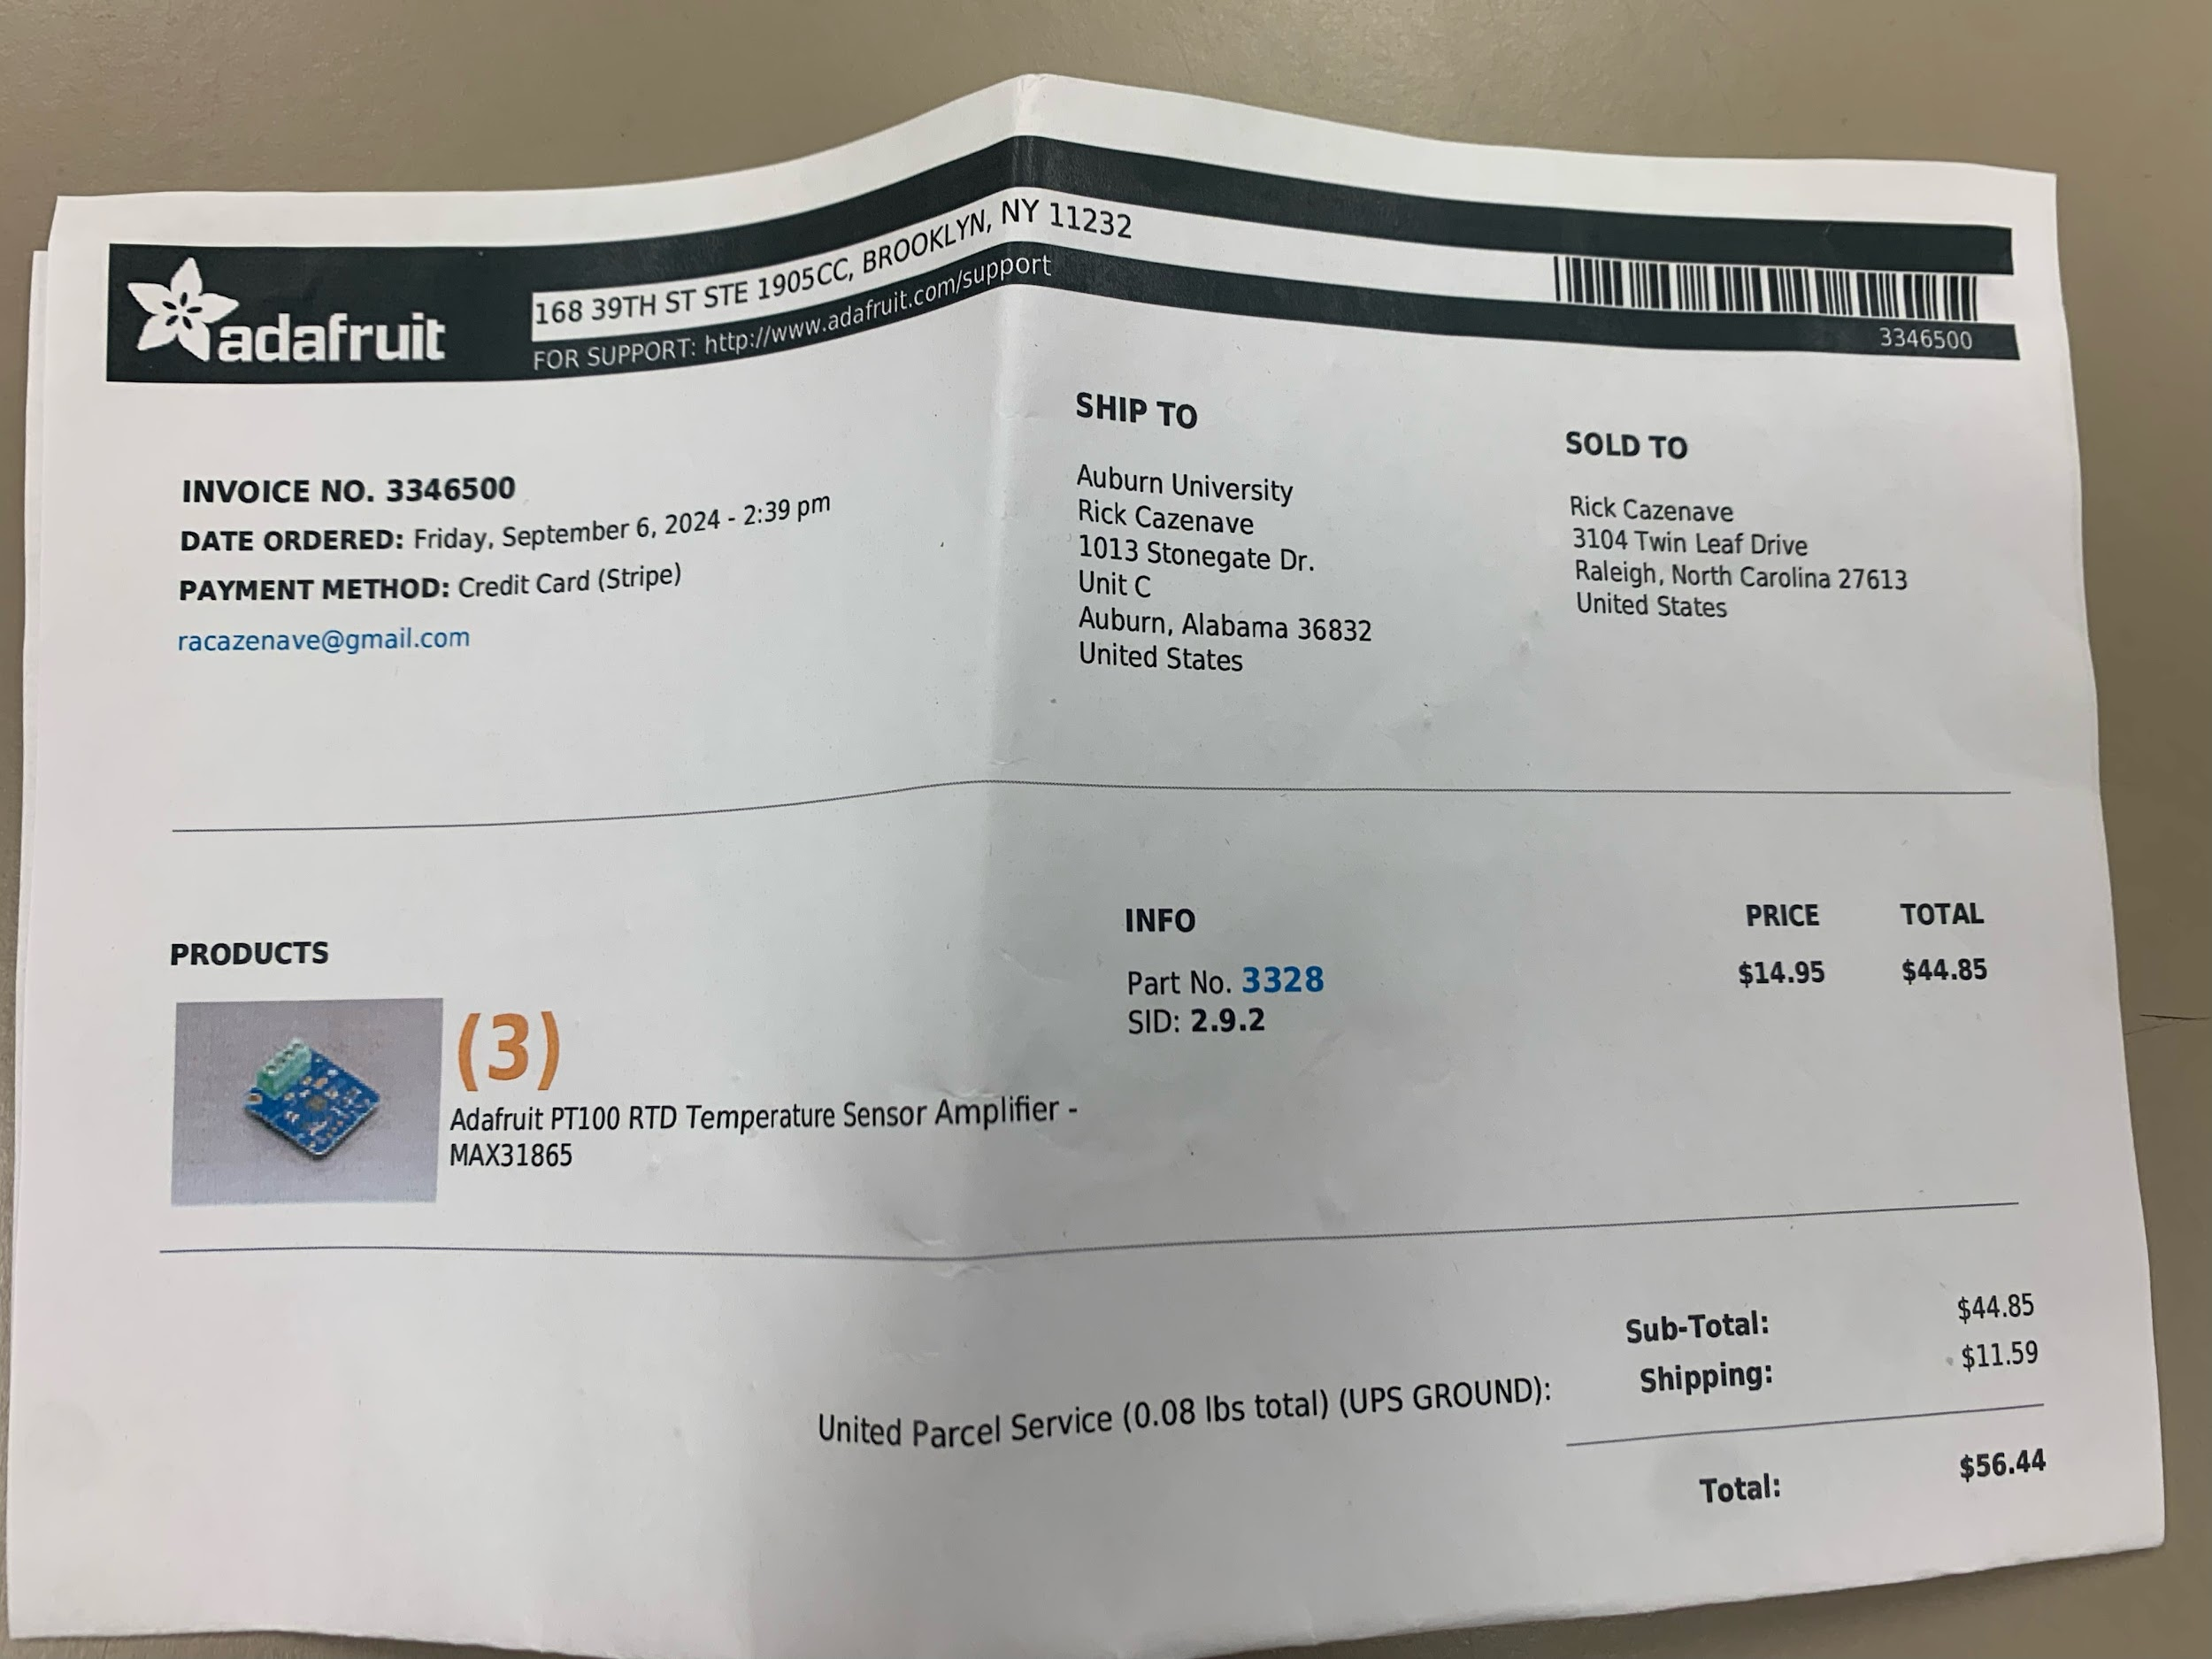 adafruit
168 39TH ST STE 1905CC, BROOKLYN, NY 11232
FOR SUPPORT: http://www.adafruit.com/support
3346500
INVOICE NO. 3346500
DATE ORDERED: Friday, September 6, 2024 - 2:39 pm
PAYMENT METHOD: Credit Card (Stripe)
racazenave@gmail.com
SHIP TO
Auburn University
Rick Cazenave
1013 Stonegate Dr.
Unit C
Auburn, Alabama 36832
United States
SOLD TO
Rick Cazenave
3104 Twin Leaf Drive
Raleigh, North Carolina 27613
United States
PRODUCTS
INFO
PRICE
TOTAL
(3)
Adafruit PT100 RTD Temperature Sensor Amplifier -
MAX31865
Part No. 3328
SID: 2.9.2
$14.95
$44.85
Sub-Total: $44.85
Shipping: $11.59
United Parcel Service (0.08 lbs total) (UPS GROUND):
Total: $56.44